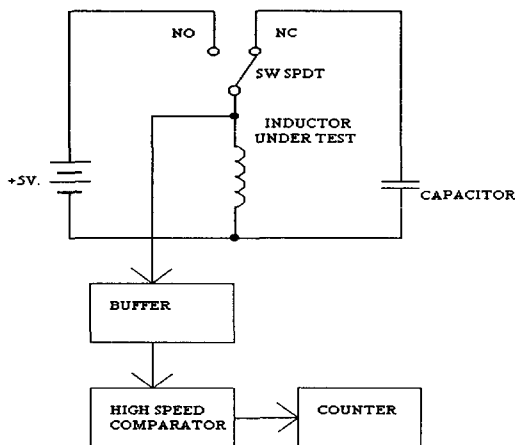 NO
NC
SW SPDT
INDUCTOR
UNDER TEST
+5V.
CAPACITOR
BUFFER
HIGH SPEED
COMPARATOR
COUNTER